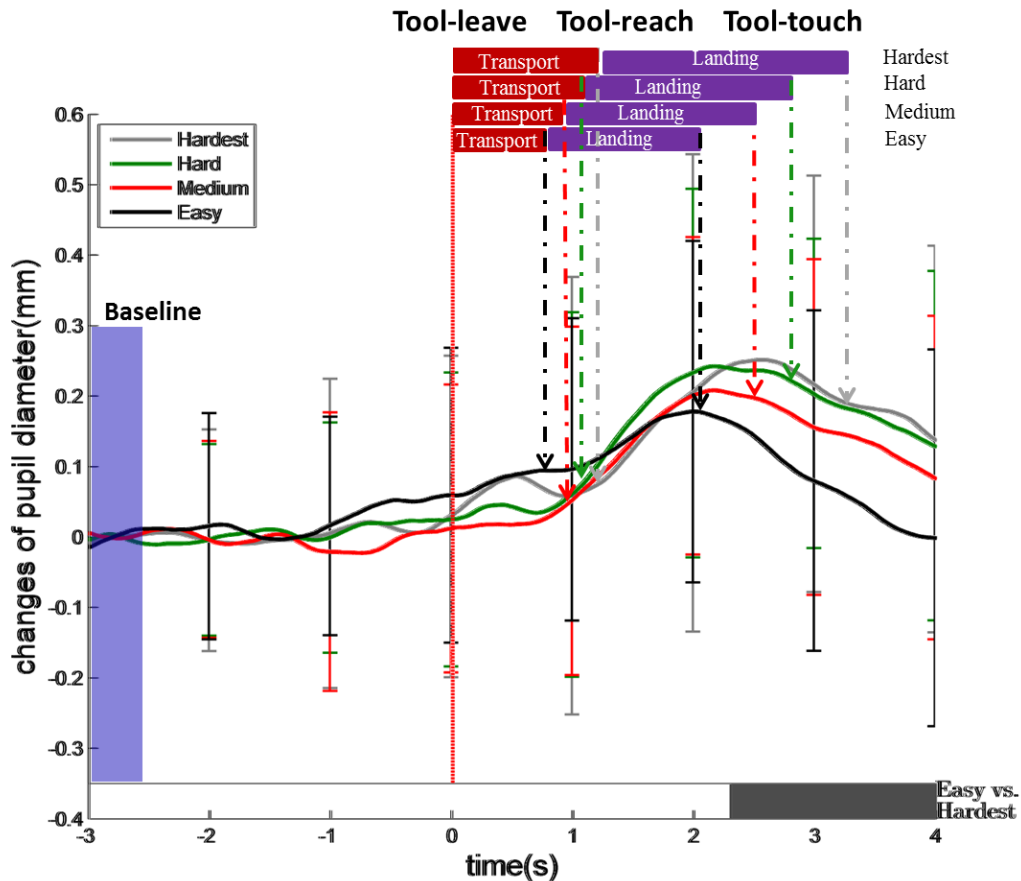 Tool-leave Tool-reach Tool-touch
Transport Landing Hardest
Transport Landing Hard
Transport Landing Medium
Transport Landing Easy
Hardest
Hard
Medium
Easy
Baseline
changes of pupil diameter(mm)
0.6
0.5
0.4
0.3
0.2
0.1
0
-0.1
-0.2
-0.3
-0.4
Easy vs.
Hardest
-3 -2 -1 0 1 2 3 4
time(s)